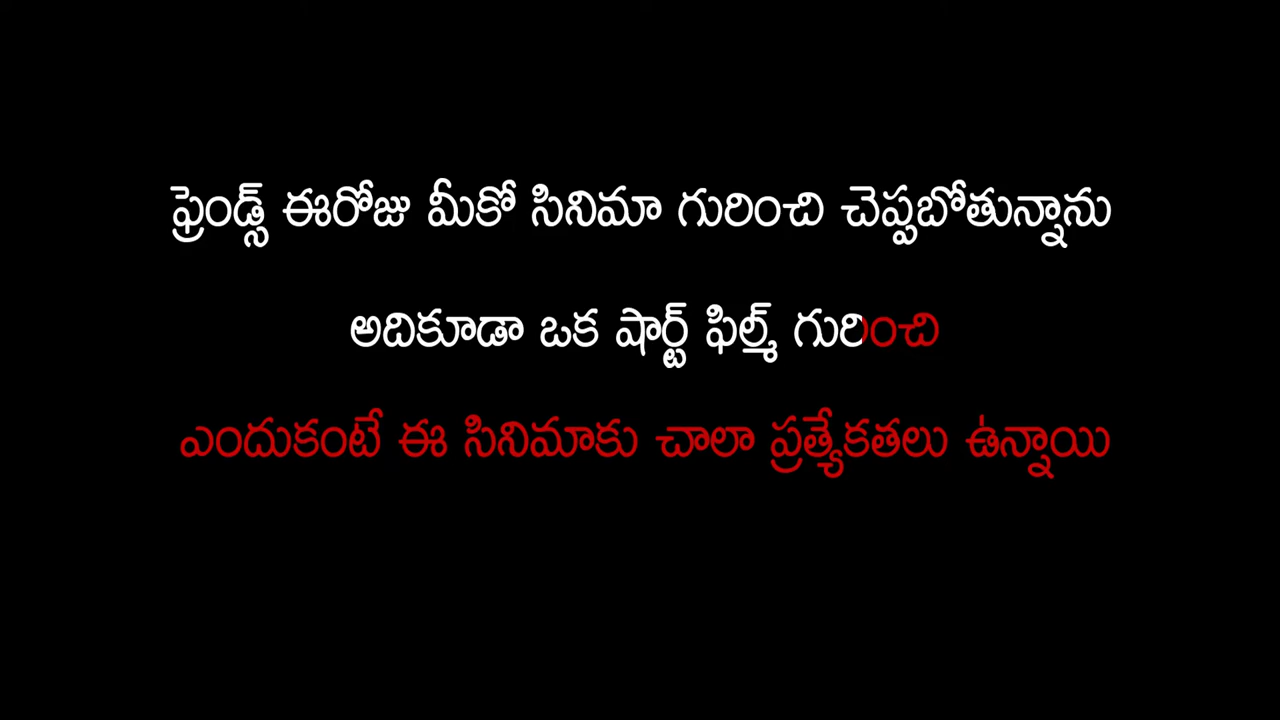 ఫ్రెండ్స్ ఈరోజు మీకో సినిమా గురించి చెప్పబోతున్నాను
అదికూడా ఒక షార్ట్ ఫిల్మ్ గురించి
ఎందుకంటే ఈ సినిమాకు చాలా ప్రత్యేకతలు ఉన్నాయి